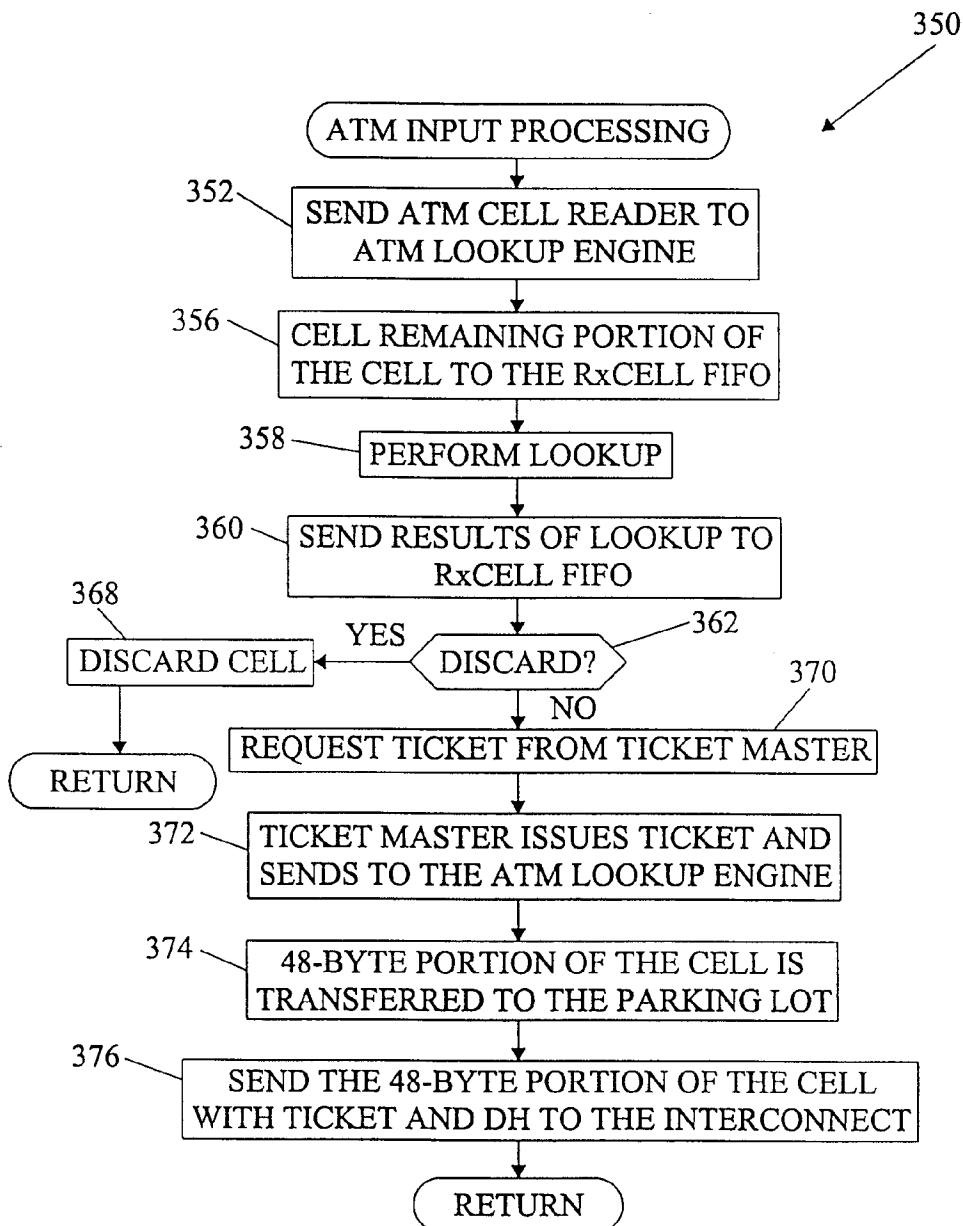 350
ATM INPUT PROCESSING
352
SEND ATM CELL READER TO
ATM LOOKUP ENGINE
356
CELL REMAINING PORTION OF
THE CELL TO THE RxCELL FIFO
358
PERFORM LOOKUP
360
SEND RESULTS OF LOOKUP TO
RxCELL FIFO
368
YES
362
DISCARD CELL
DISCARD?
370
NO
REQUEST TICKET FROM TICKET MASTER
RETURN
372
TICKET MASTER ISSUES TICKET AND
SENDS TO THE ATM LOOKUP ENGINE
374
48-BYTE PORTION OF THE CELL IS
TRANSFERRED TO THE PARKING LOT
376
SEND THE 48-BYTE PORTION OF THE CELL
WITH TICKET AND DH TO THE INTERCONNECT
RETURN